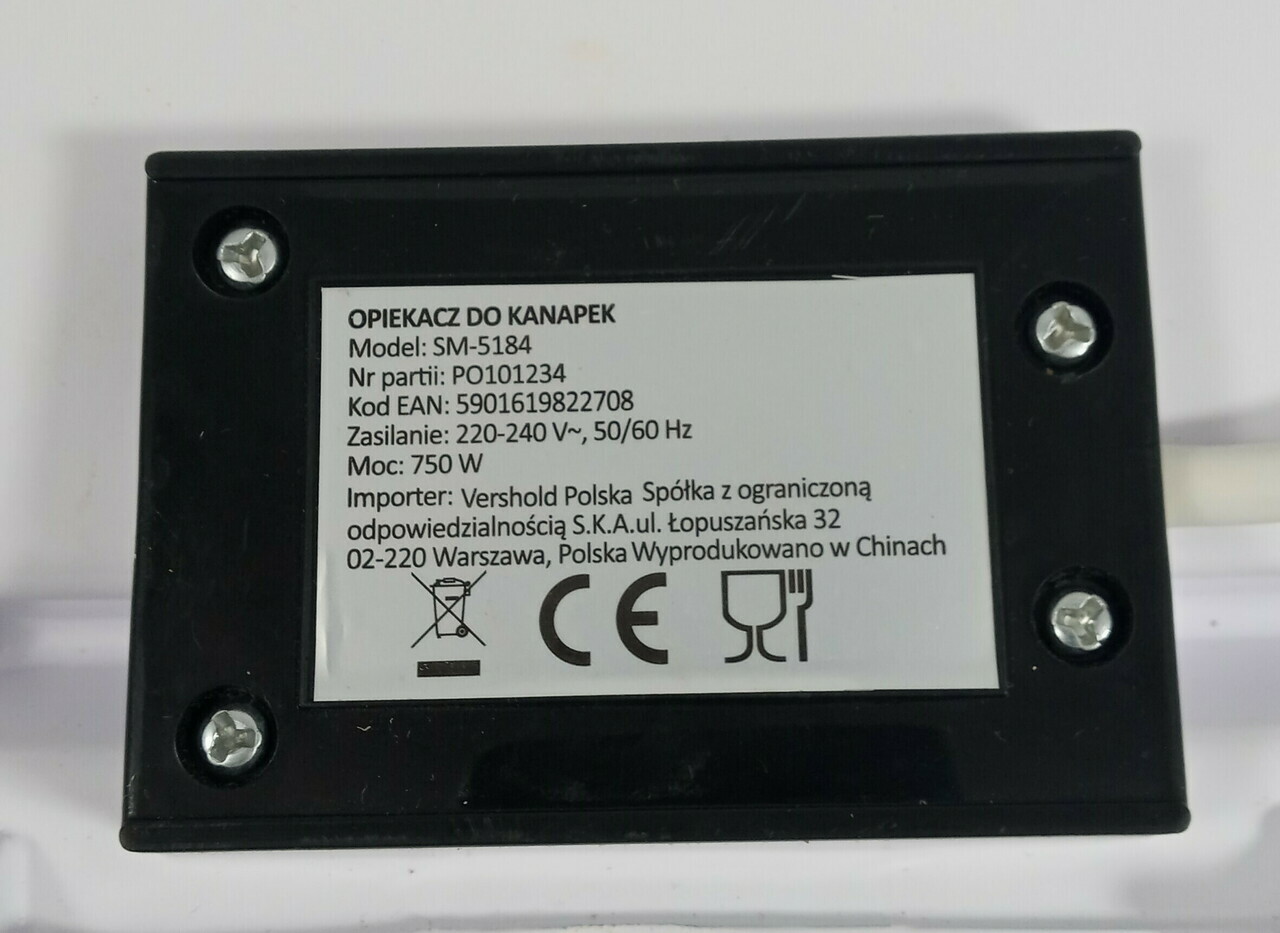 OPIEKACZ DO KANAPEK
Model: SM-5184
Nr partii: PO101234
Kod EAN: 5901619822708
Zasilanie: 220-240 V~, 50/60 Hz
Moc: 750 W
Importer: Vershold Polska Spółka z ograniczoną
odpowiedzialnością S.K.A.ul. Łopuszańska 32
02-220 Warszawa, Polska Wyprodukowano w Chinach
CE